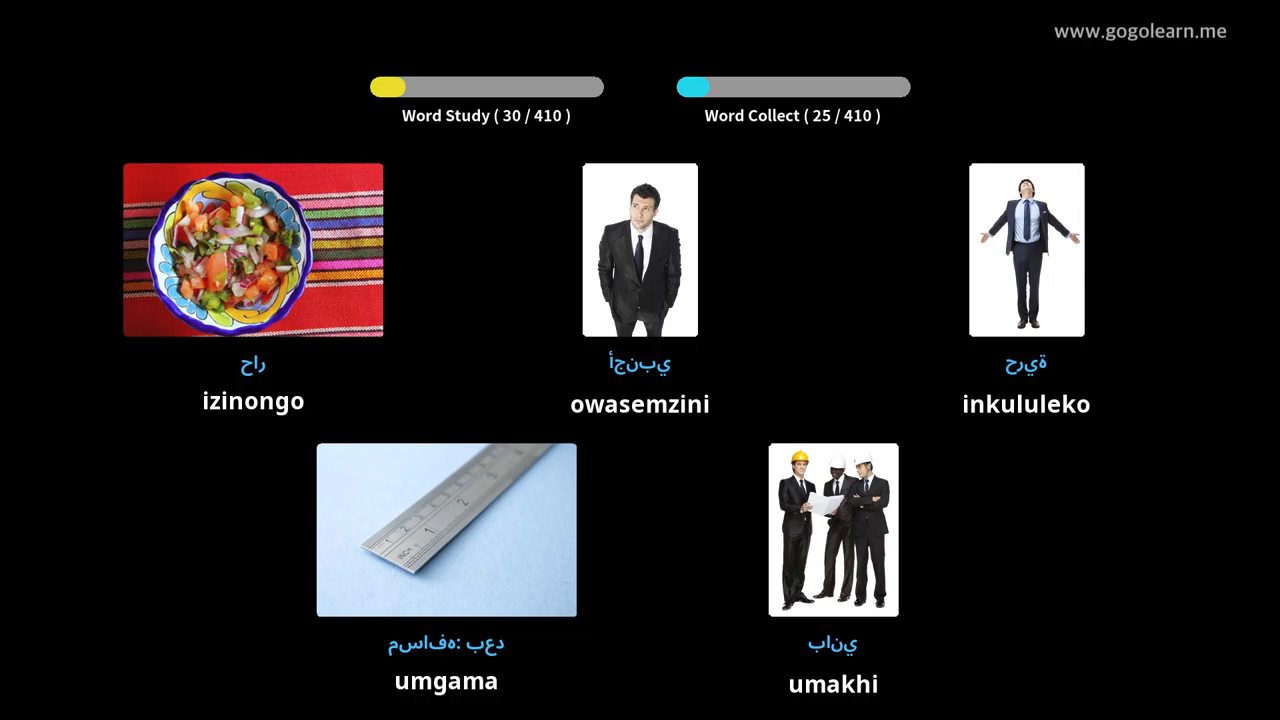 www.gogolearn.me
Word Study ( 30 / 410 )
Word Collect ( 25 / 410 )
حار
izinongo
أجنبي
owasemzini
حرية
inkululeko
مسافه: بعد
umgama
باني
umakhi